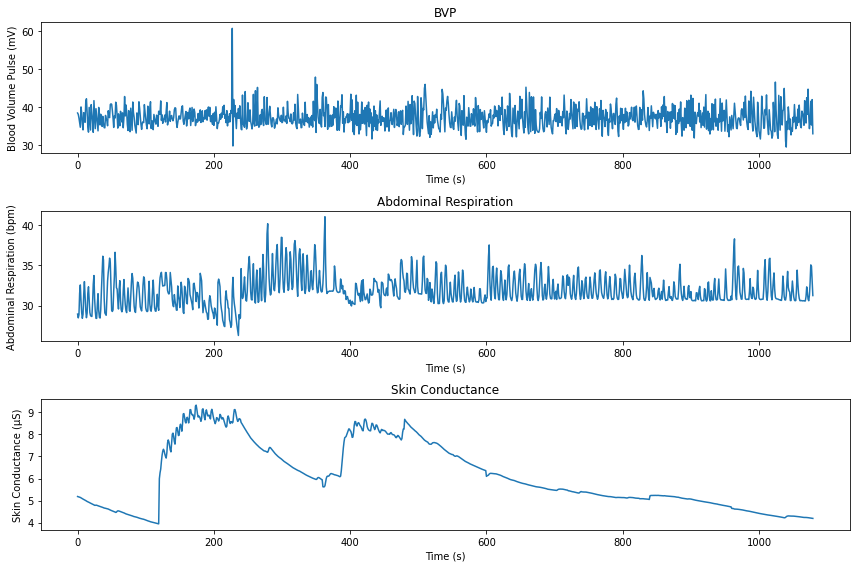 BVP
Blood Volume Pulse (mV)
60
50
40
30
0 200 400 600 800 1000
Time (s)
Abdominal Respiration
Abdominal Respiration (bpm)
40
35
30
0 200 400 600 800 1000
Time (s)
Skin Conductance
Skin Conductance (μS)
9
8
7
6
5
4
0 200 400 600 800 1000
Time (s)